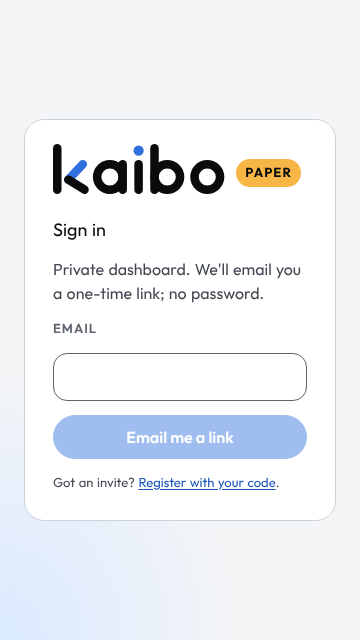 kaibo PAPER
Sign in
Private dashboard. We'll email you
a one-time link; no password.
EMAIL
Email me a link
Got an invite? Register with your code.